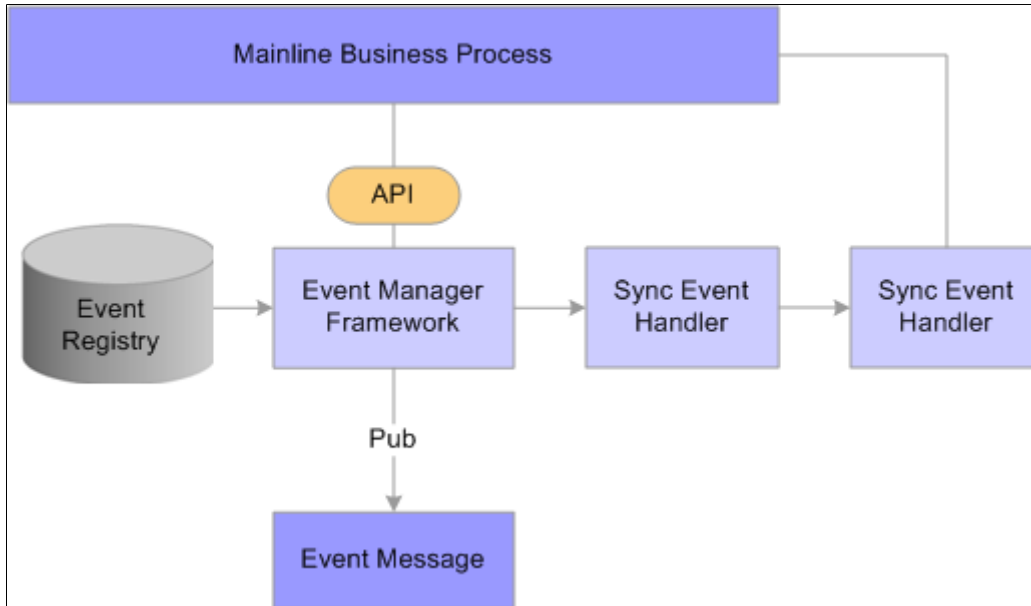 Mainline Business Process
API
Event
Registry
Event Manager
Framework
Sync Event
Handler
Sync Event
Handler
Pub
Event Message